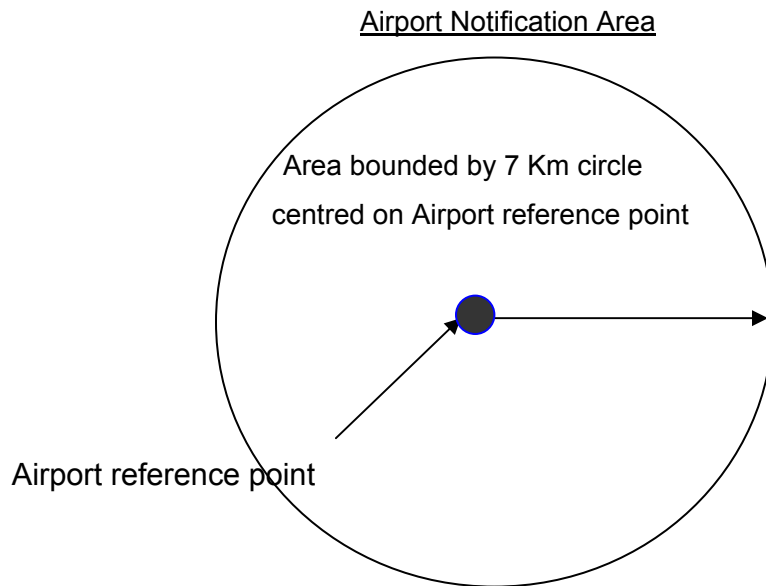 Airport Notification Area
Area bounded by 7 Km circle
centred on Airport reference point
Airport reference point